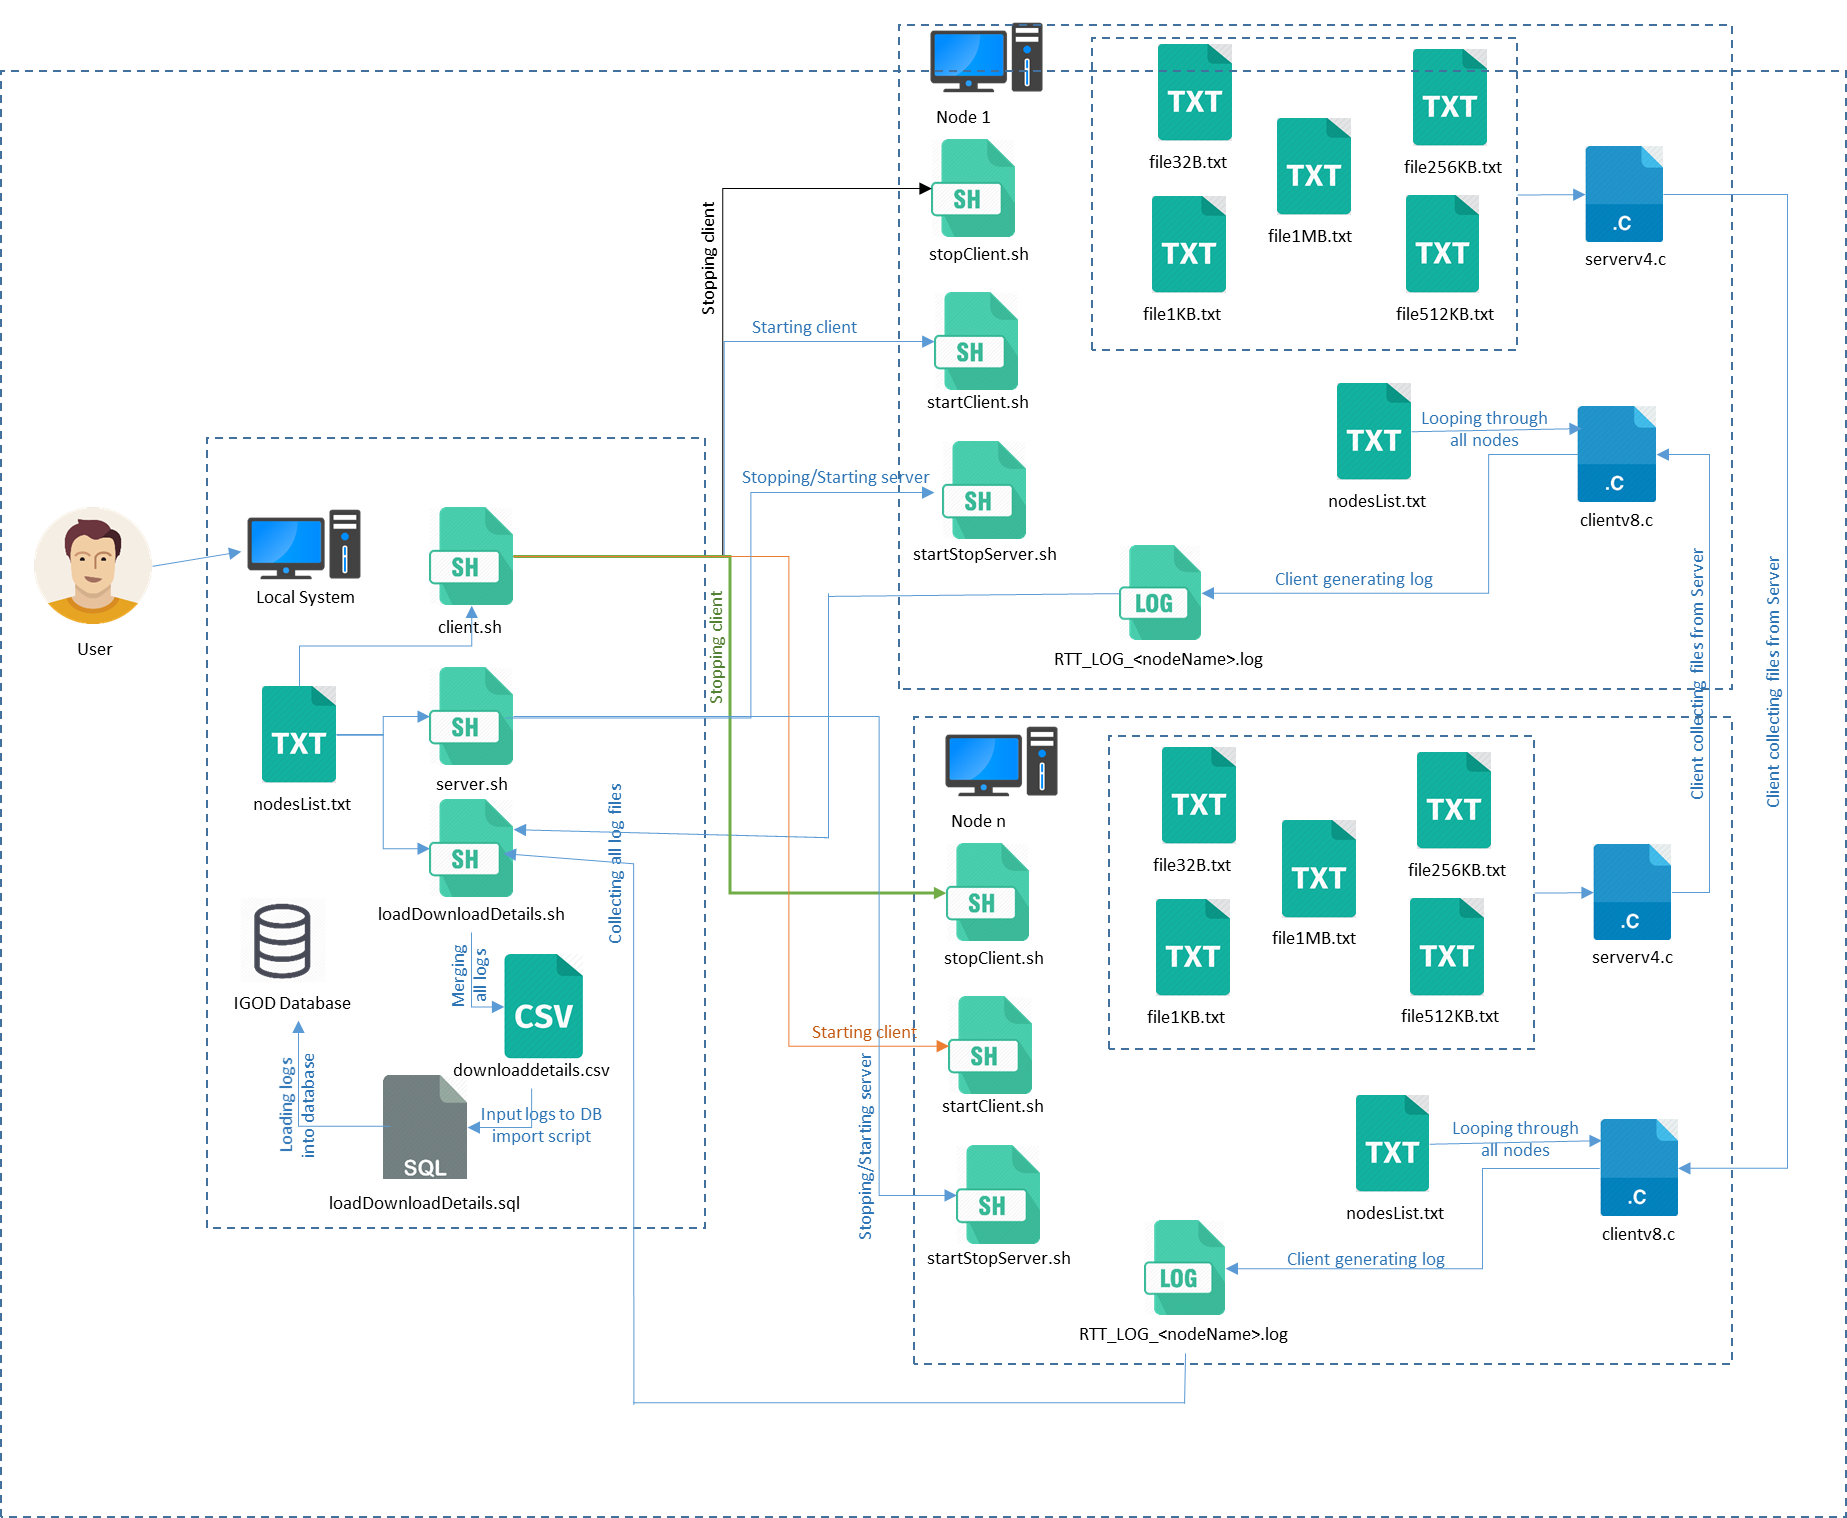 User
Local System
SH
client.sh
TXT
nodesList.txt
SH
server.sh
SH
loadDownloadDetails.sh
Collecting all log files
IGOD Database
Merging
all logs
CSV
downloaddetails.csv
Loading logs
into database
SQL
Input logs to DB
import script
loadDownloadDetails.sql
Stopping client
Starting client
Stopping/Starting server
Stopping client
Starting client
Stopping/Starting server
Node 1
SH
stopClient.sh
SH
startClient.sh
SH
startStopServer.sh
TXT
file32B.txt
TXT
file256KB.txt
TXT
file1MB.txt
TXT
file1KB.txt
TXT
file512KB.txt
.C
serverv4.c
TXT
nodesList.txt
Looping through
all nodes
.C
clientv8.c
Client generating log
LOG
RTT_LOG_<nodeName>.log
Client collecting files from Server
Client collecting files from Server
Node n
SH
stopClient.sh
SH
startClient.sh
SH
startStopServer.sh
TXT
file32B.txt
TXT
file256KB.txt
TXT
file1MB.txt
TXT
file1KB.txt
TXT
file512KB.txt
.C
serverv4.c
TXT
nodesList.txt
Looping through
all nodes
.C
clientv8.c
Client generating log
LOG
RTT_LOG_<nodeName>.log